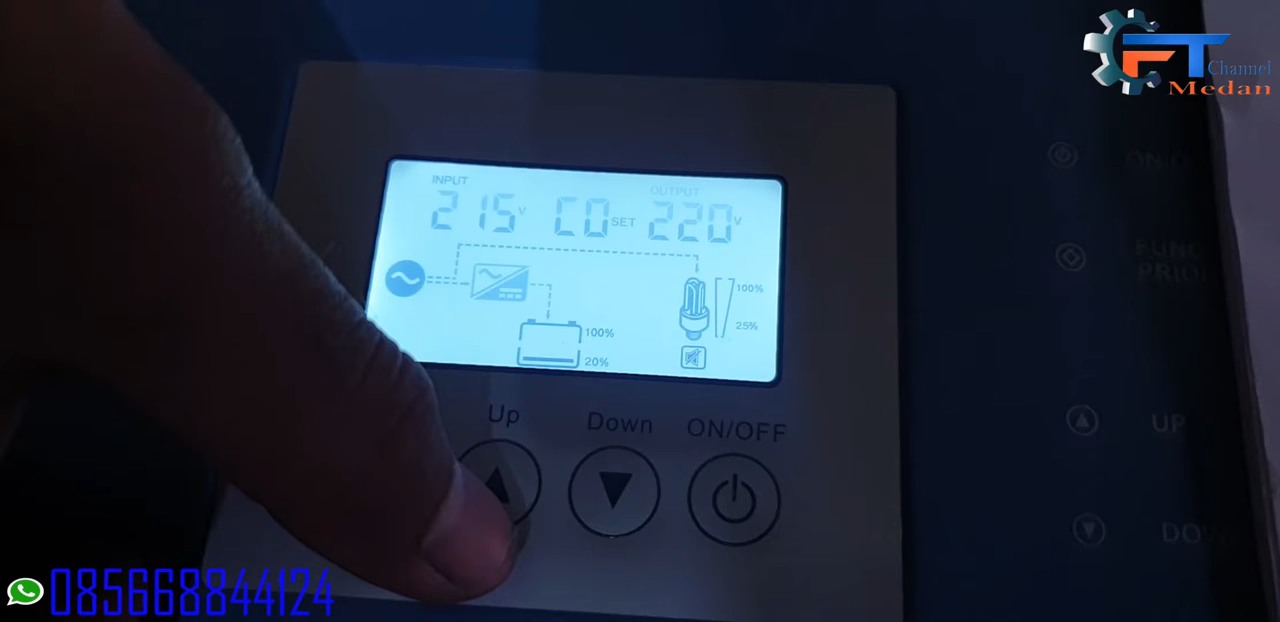 FT
Channel
Medan
INPUT
OUTPUT
215V
C0 SET
220V
100%
25%
100%
20%
Up
Down
ON/OFF
UP
085668844124